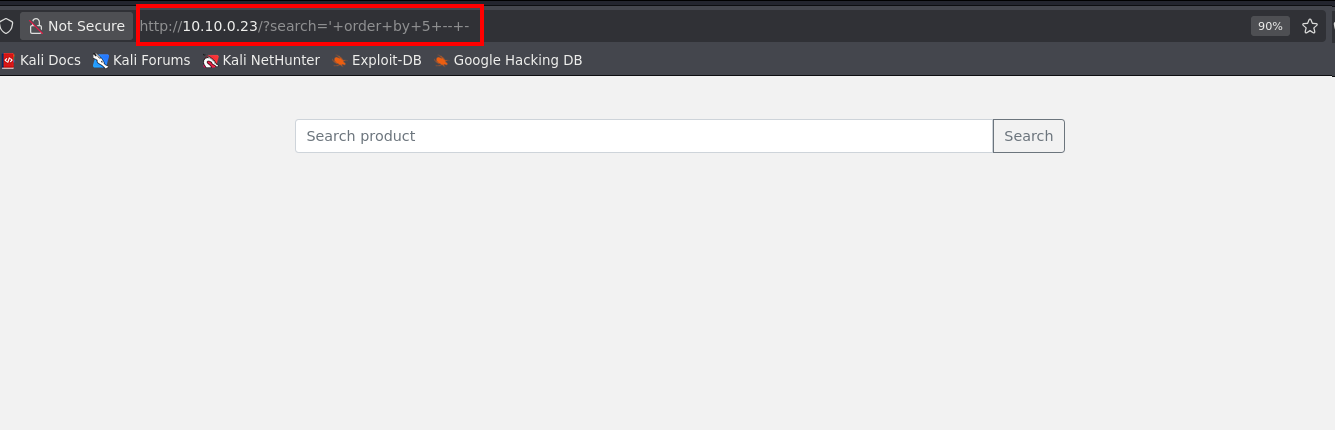 Not Secure http://10.10.0.23/?search='+order+by+5+--+- 90%
Kali Docs Kali Forums Kali NetHunter Exploit-DB Google Hacking DB
Search product Search